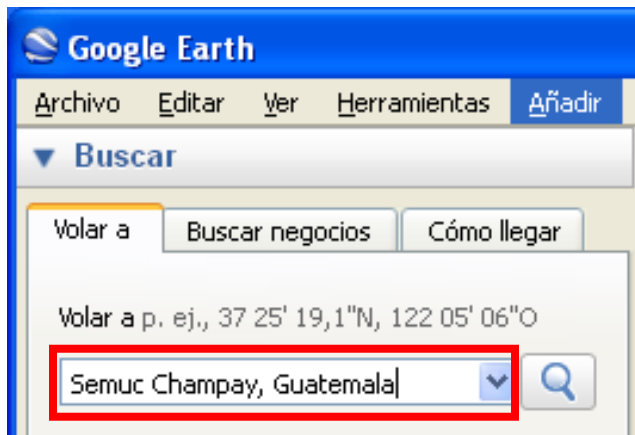 Google Earth
Archivo Editar Ver Herramientas Añadir
Buscar
Volar a Buscar negocios Cómo llegar
Volar a p. ej., 37 25' 19,1"N, 122 05' 06"O
Semuc Champay, Guatemala